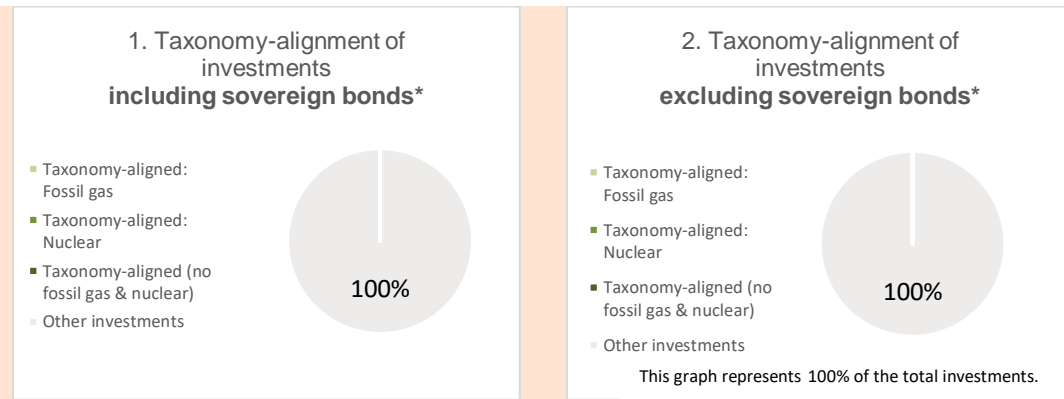 1. Taxonomy-alignment of
investments
including sovereign bonds*
Taxonomy-aligned:
Fossil gas
Taxonomy-aligned:
Nuclear
Taxonomy-aligned (no
fossil gas & nuclear)
Other investments
100%
2. Taxonomy-alignment of
investments
excluding sovereign bonds*
Taxonomy-aligned:
Fossil gas
Taxonomy-aligned:
Nuclear
Taxonomy-aligned (no
fossil gas & nuclear)
Other investments
100%
This graph represents 100% of the total investments.